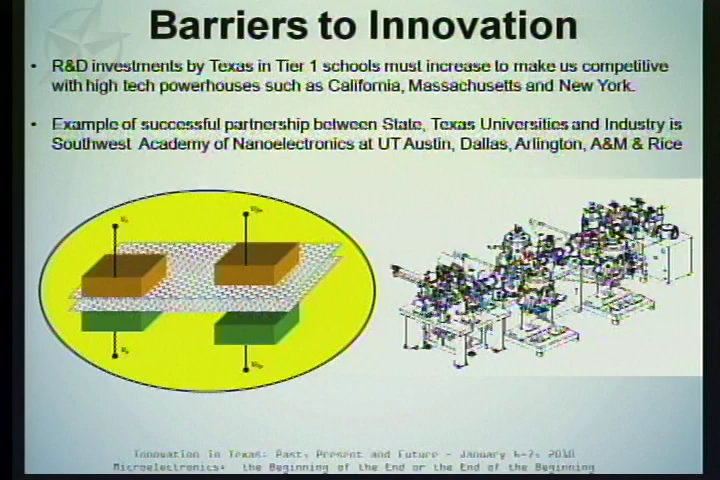 Barriers to Innovation
• R&D investments by Texas in Tier 1 schools must increase to make us competitive
with high tech powerhouses such as California, Massachusetts and New York.
• Example of successful partnership between State, Texas Universities and Industry is
Southwest Academy of Nanoelectronics at UT Austin, Dallas, Arlington, A&M & Rice
Innovation in Texas: Past, Present and Future - January 6-7, 2010
Microelectronics: the Beginning of the End or the End of the Beginning